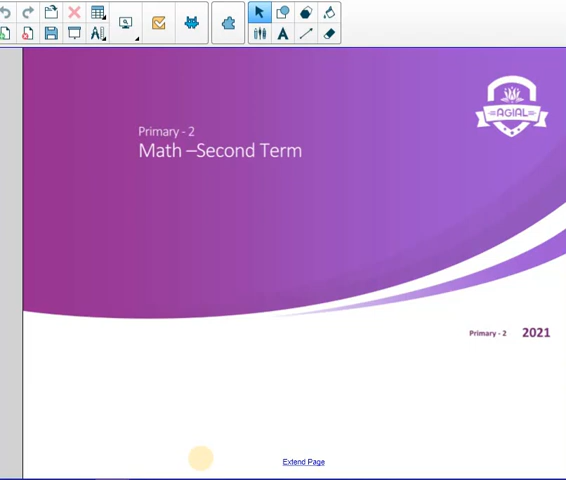 AGIAL
Primary - 2
Math –Second Term
Primary - 2 2021
Extend Page